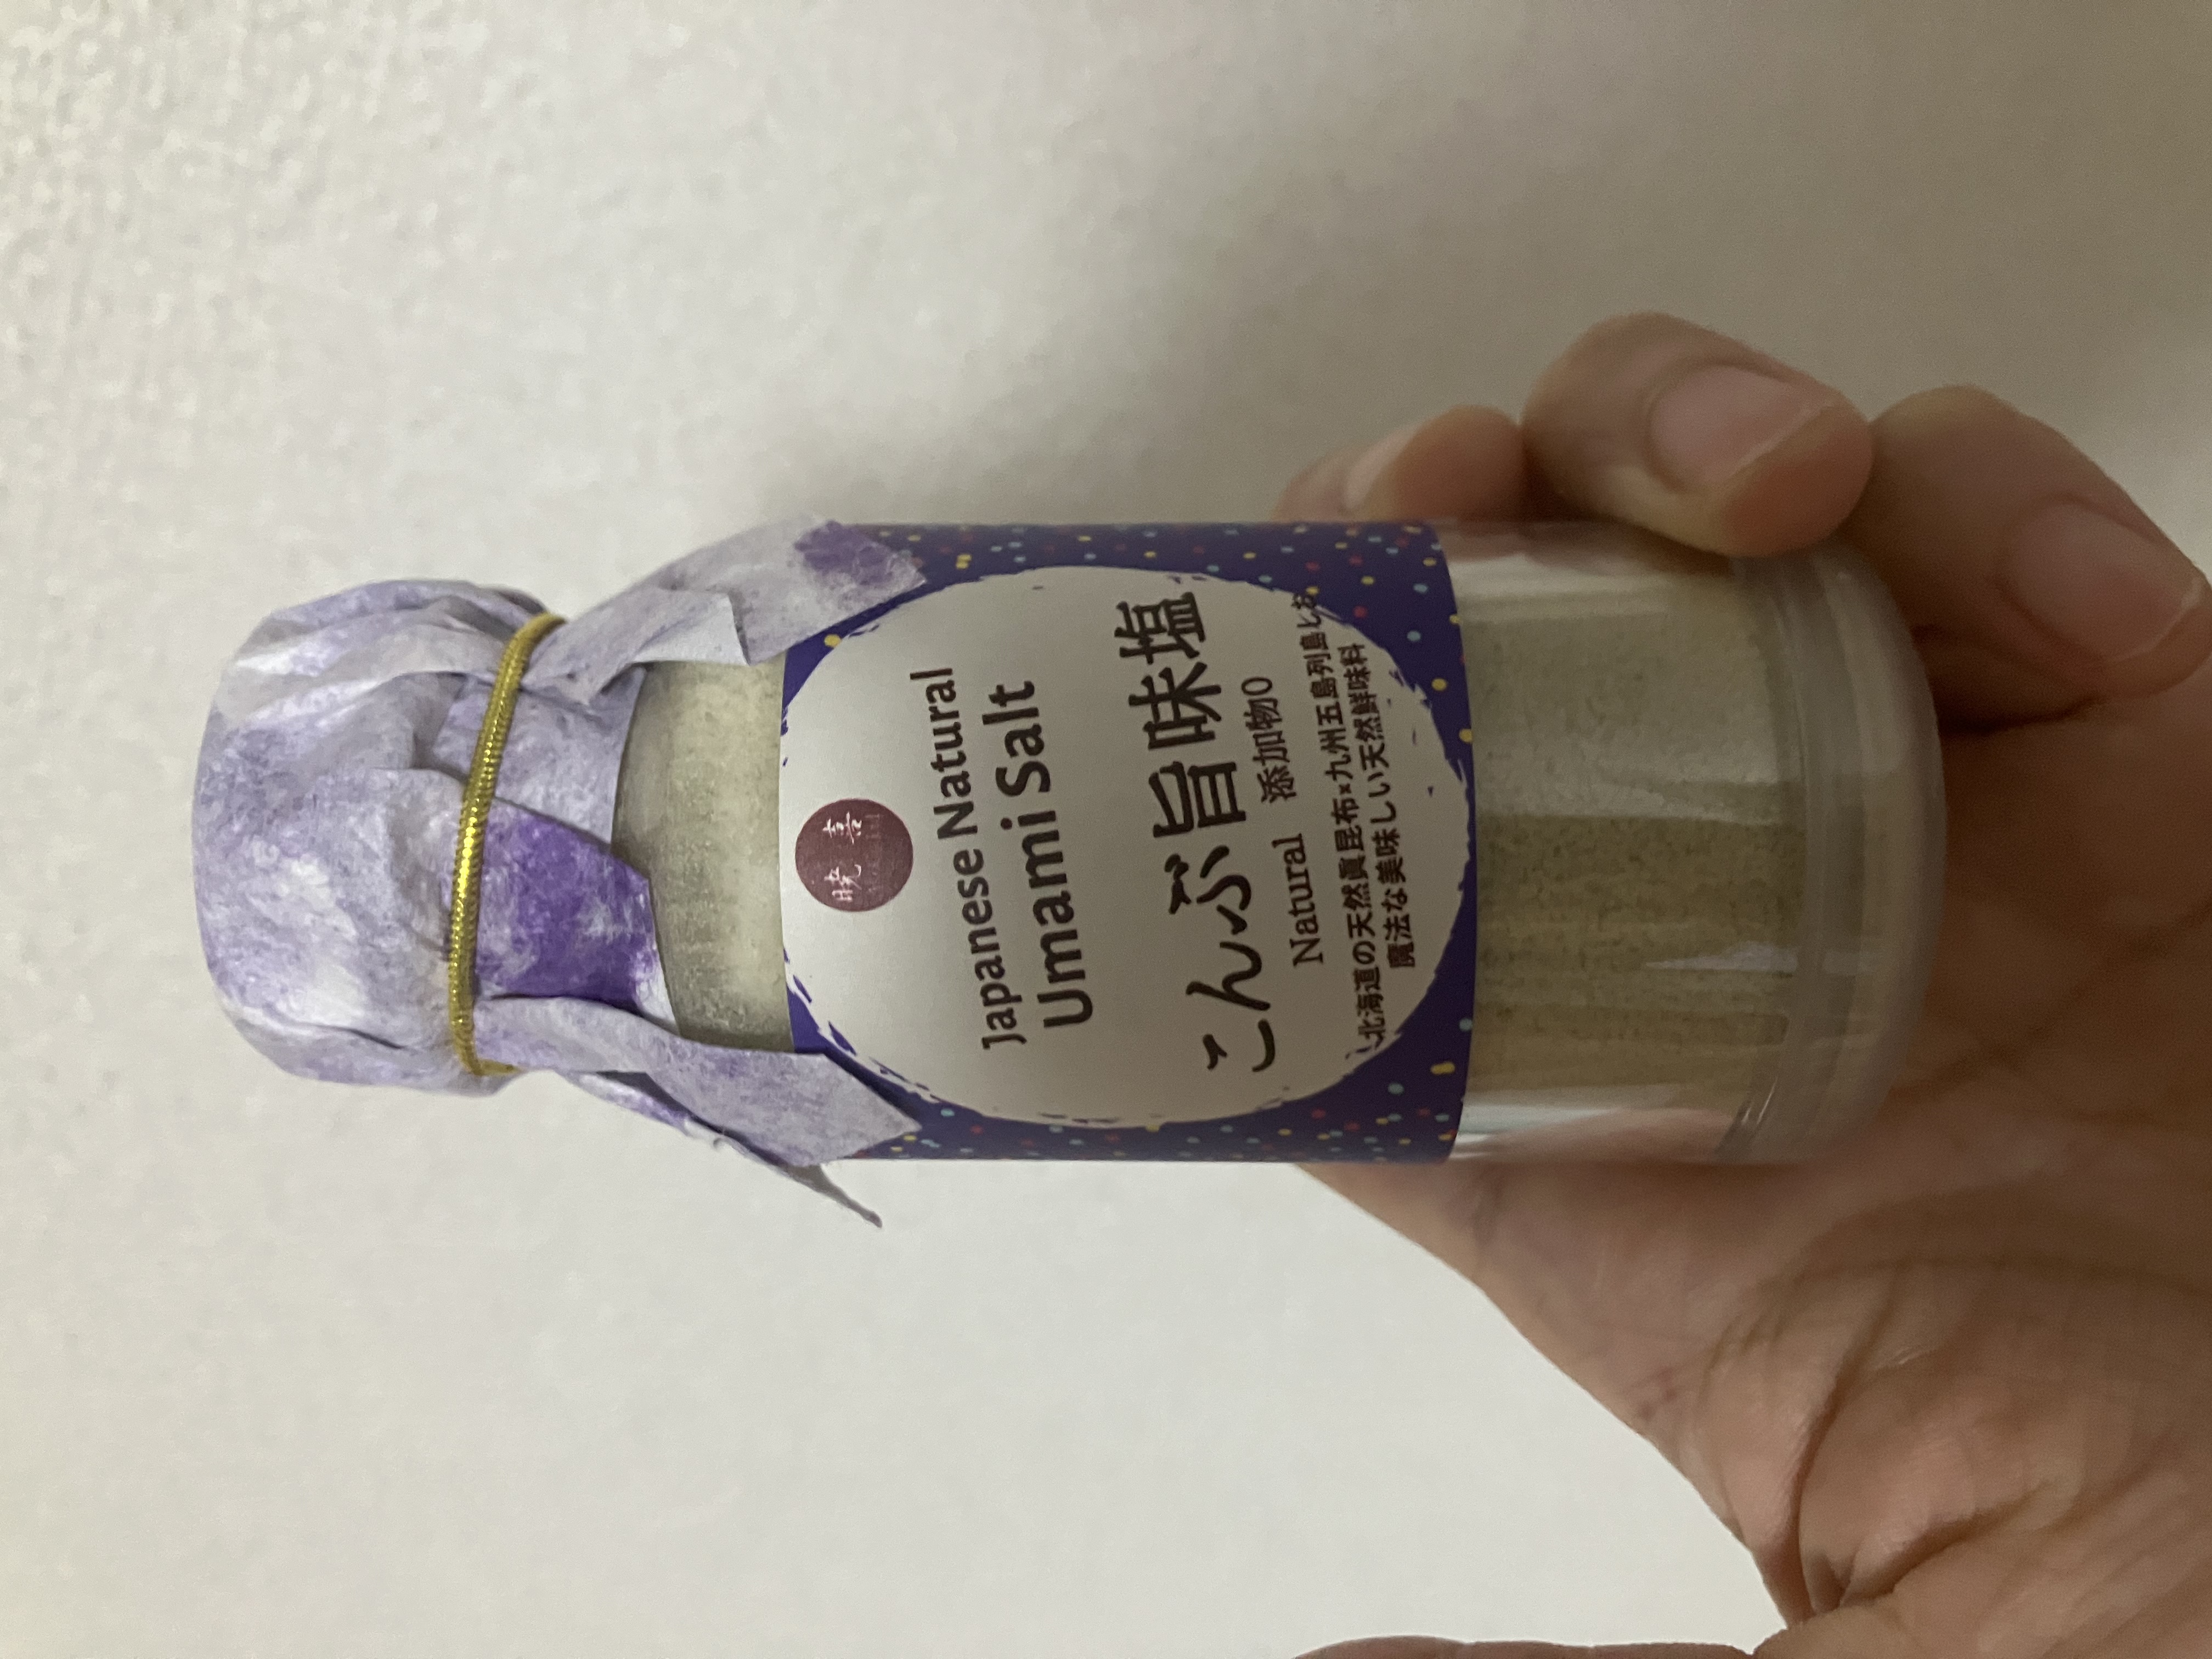 暁喜
Japanese Natural
Umami Salt
こんぶ旨味塩
Natural 添加物0
北海道の天然眞昆布×九州五島列島しお
魔法な美味しい天然鮮味料